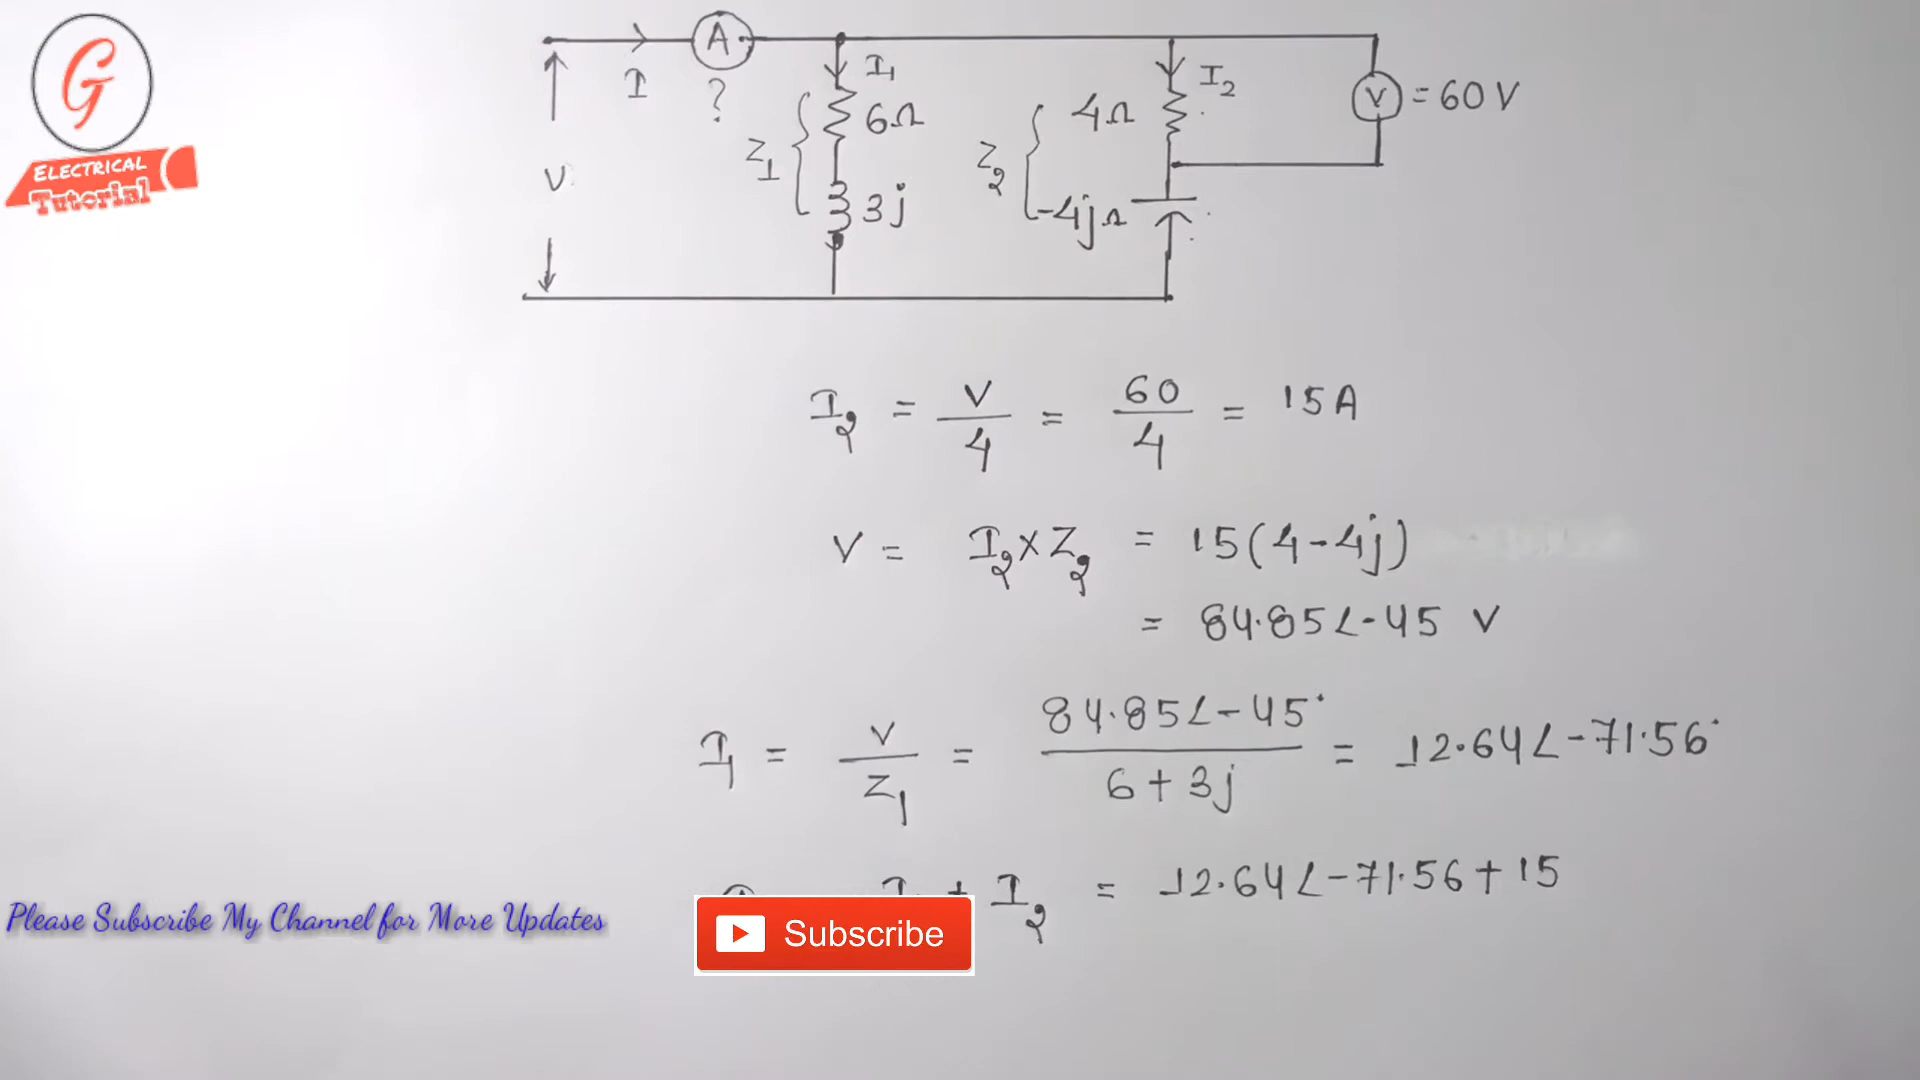 G
ELECTRICAL
Tutorial
A
I
?
V
I1
6Ω
Z1
3j
I2
4Ω
Z2
-4jΩ
V = 60 V
I2 = V/4 = 60/4 = 15A
V = I2 x Z2 = 15(4-4j)
= 84.85∠-45 V
I1 = V/Z1 = 84.85∠-45°/6+3j = 12.64∠-71.56°
+ I2 = 12.64∠-71.56+15
Please Subscribe My Channel for More Updates
Subscribe